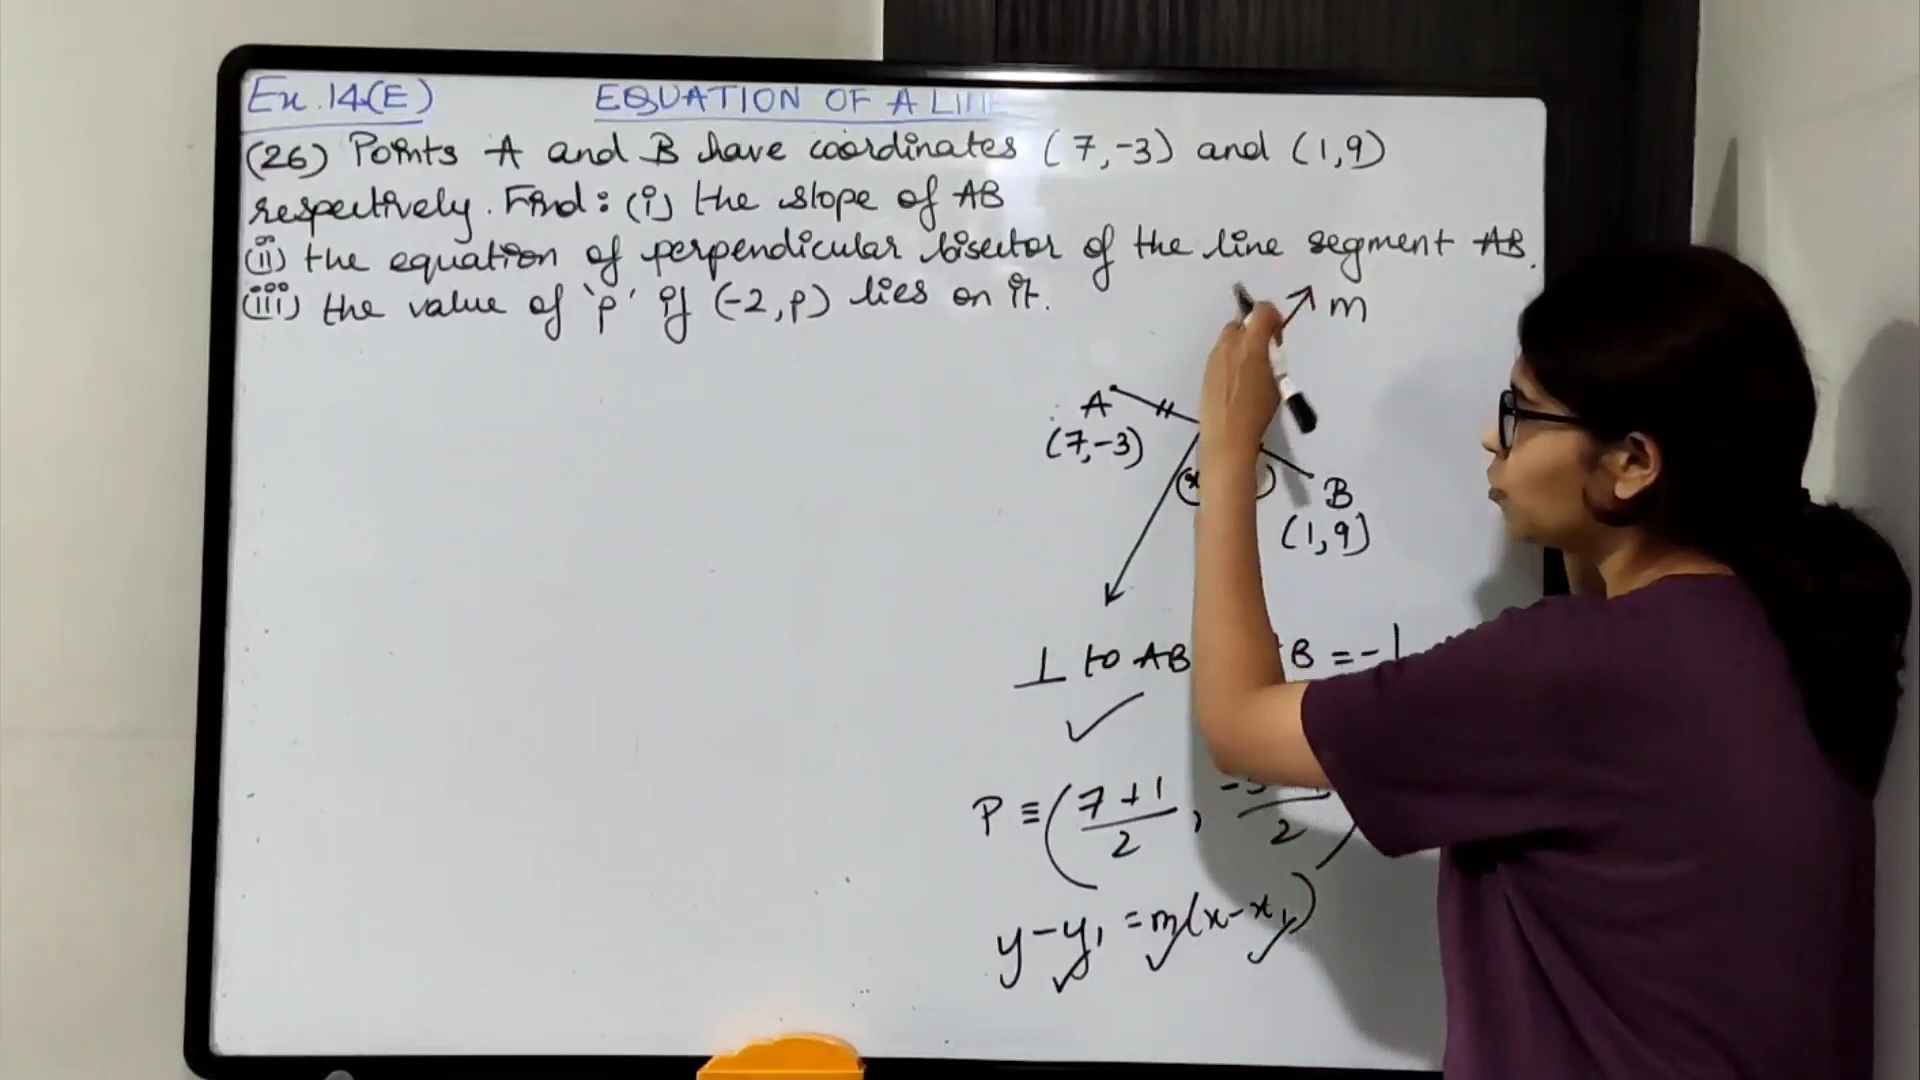 Ex. 14(E) EQUATION OF A LINE
(26) Points A and B have coordinates (7,-3) and (1,9)
respectively. Find: (i) the slope of AB
(ii) the equation of perpendicular bisector of the line segment AB.
(iii) the value of 'p' if (-2,p) lies on it.
m
A
(7,-3)
B
(1,9)
⊥ to AB B = -1
✓
P ≡ (7+1/2, /2)
y-y₁ = m(x-x₁)